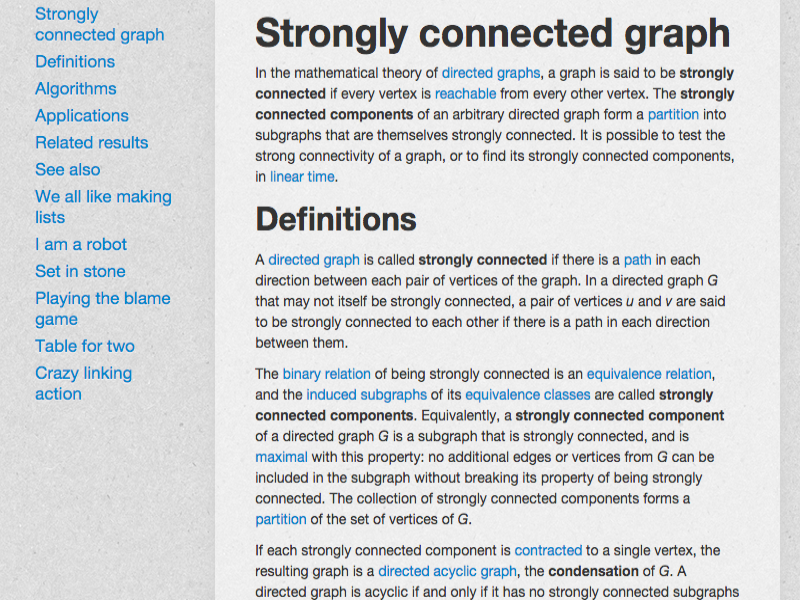 Strongly
connected graph
Definitions
Algorithms
Applications
Related results
See also
We all like making
lists
I am a robot
Set in stone
Playing the blame
game
Table for two
Crazy linking
action
Strongly connected graph
In the mathematical theory of directed graphs, a graph is said to be strongly
connected if every vertex is reachable from every other vertex. The strongly
connected components of an arbitrary directed graph form a partition into
subgraphs that are themselves strongly connected. It is possible to test the
strong connectivity of a graph, or to find its strongly connected components,
in linear time.
Definitions
A directed graph is called strongly connected if there is a path in each
direction between each pair of vertices of the graph. In a directed graph G
that may not itself be strongly connected, a pair of vertices u and v are said
to be strongly connected to each other if there is a path in each direction
between them.
The binary relation of being strongly connected is an equivalence relation,
and the induced subgraphs of its equivalence classes are called strongly
connected components. Equivalently, a strongly connected component
of a directed graph G is a subgraph that is strongly connected, and is
maximal with this property: no additional edges or vertices from G can be
included in the subgraph without breaking its property of being strongly
connected. The collection of strongly connected components forms a
partition of the set of vertices of G.
If each strongly connected component is contracted to a single vertex, the
resulting graph is a directed acyclic graph, the condensation of G. A
directed graph is acyclic if and only if it has no strongly connected subgraphs